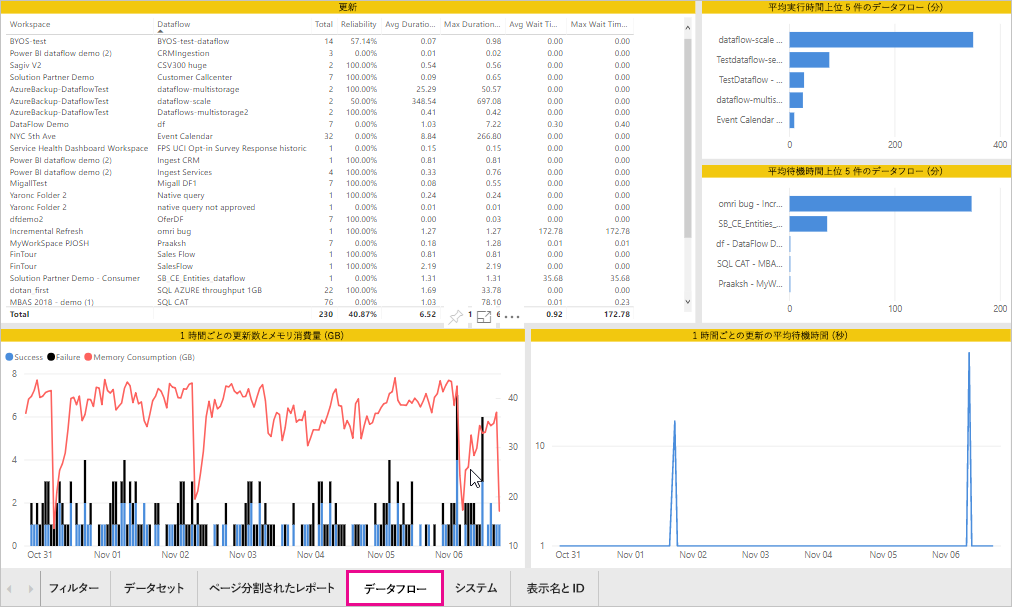 更新
Workspace Dataflow Total Reliability Avg Duratio... Max Duration... Avg Wait Ti... Max Wait Tim...
BYOS-test BYOS-test-dataflow 14 57.14% 0.07 0.98 0.00 0.00
Power BI dataflow demo (2) CRMIngestion 3 0.00% 0.01 0.02 0.00 0.00
Sagiv V2 CSV300 huge 2 100.00% 0.54 0.56 0.00 0.00
Solution Partner Demo Customer Callcenter 7 100.00% 0.09 0.65 0.00 0.00
AzureBackup-DataflowTest dataflow-multistorage 2 100.00% 25.29 50.57 0.00 0.00
AzureBackup-DataflowTest dataflow-scale 2 50.00% 348.54 697.08 0.00 0.00
AzureBackup-DataflowTest Dataflows-multistorage2 2 100.00% 0.41 0.42 0.00 0.00
DataFlow Demo df 7 0.00% 1.03 7.22 0.30 0.40
NYC 5th Ave Event Calendar 32 0.00% 8.84 266.80 0.00 0.00
Service Health Dashboard Workspace FPS UCI Opt-in Survey Response historic 1 0.00% 0.15 0.15 0.00 0.00
Power BI dataflow demo (2) Ingest CRM 1 100.00% 0.81 0.81 0.00 0.00
Power BI dataflow demo (2) Ingest Services 4 100.00% 0.33 0.76 0.00 0.00
MigallTest Migall DF1 7 100.00% 0.08 0.55 0.00 0.00
Yaronc Folder 2 Native query 1 100.00% 0.24 0.24 0.00 0.00
Yaronc Folder 2 native query not approved 1 0.00% 0.01 0.01 0.00 0.00
dfdemo2 OferDF 7 100.00% 0.00 0.03 0.00 0.00
Incremental Refresh omri bug 1 100.00% 1.27 1.27 172.78 172.78
MyWorkSpace PJOSH Praaksh 7 0.00% 0.18 1.28 0.01 0.01
FinTour Sales Flow 1 100.00% 0.81 0.81 0.00 0.00
FinTour SalesFlow 1 100.00% 2.19 2.19 0.00 0.00
Solution Partner Demo - Consumer SB_CE_Entities_dataflow 1 0.00% 1.31 1.31 35.68 35.68
dotan_first SQL AZURE throughput 1GB 22 100.00% 1.69 33.78 0.00 0.00
MBAS 2018 - demo (1) SQL CAT 76 0.00% 1.03 78.10 0.01 0.23
Total 230 40.87% 6.52 0.92 172.78
平均実行時間上位 5 件のデータフロー (分)
dataflow-scale ...
Testdataflow-se...
TestDataflow - ...
dataflow-multis...
Event Calendar ...
0 200 400
平均待機時間上位 5 件のデータフロー (分)
omri bug - Incr...
SB_CE_Entities_...
df - DataFlow D...
SQL CAT - MBA...
Praaksh - MyW...
0 100 200
1 時間ごとの更新数とメモリ消費量 (GB)
Success Failure Memory Consumption (GB)
8
6
4
2
0
40
30
20
10
Oct 31 Nov 01 Nov 02 Nov 03 Nov 04 Nov 05 Nov 06
1 時間ごとの更新の平均待機時間 (秒)
10
1
Oct 31 Nov 01 Nov 02 Nov 03 Nov 04 Nov 05 Nov 06
フィルター データセット ページ分割されたレポート データフロー システム 表示名とID